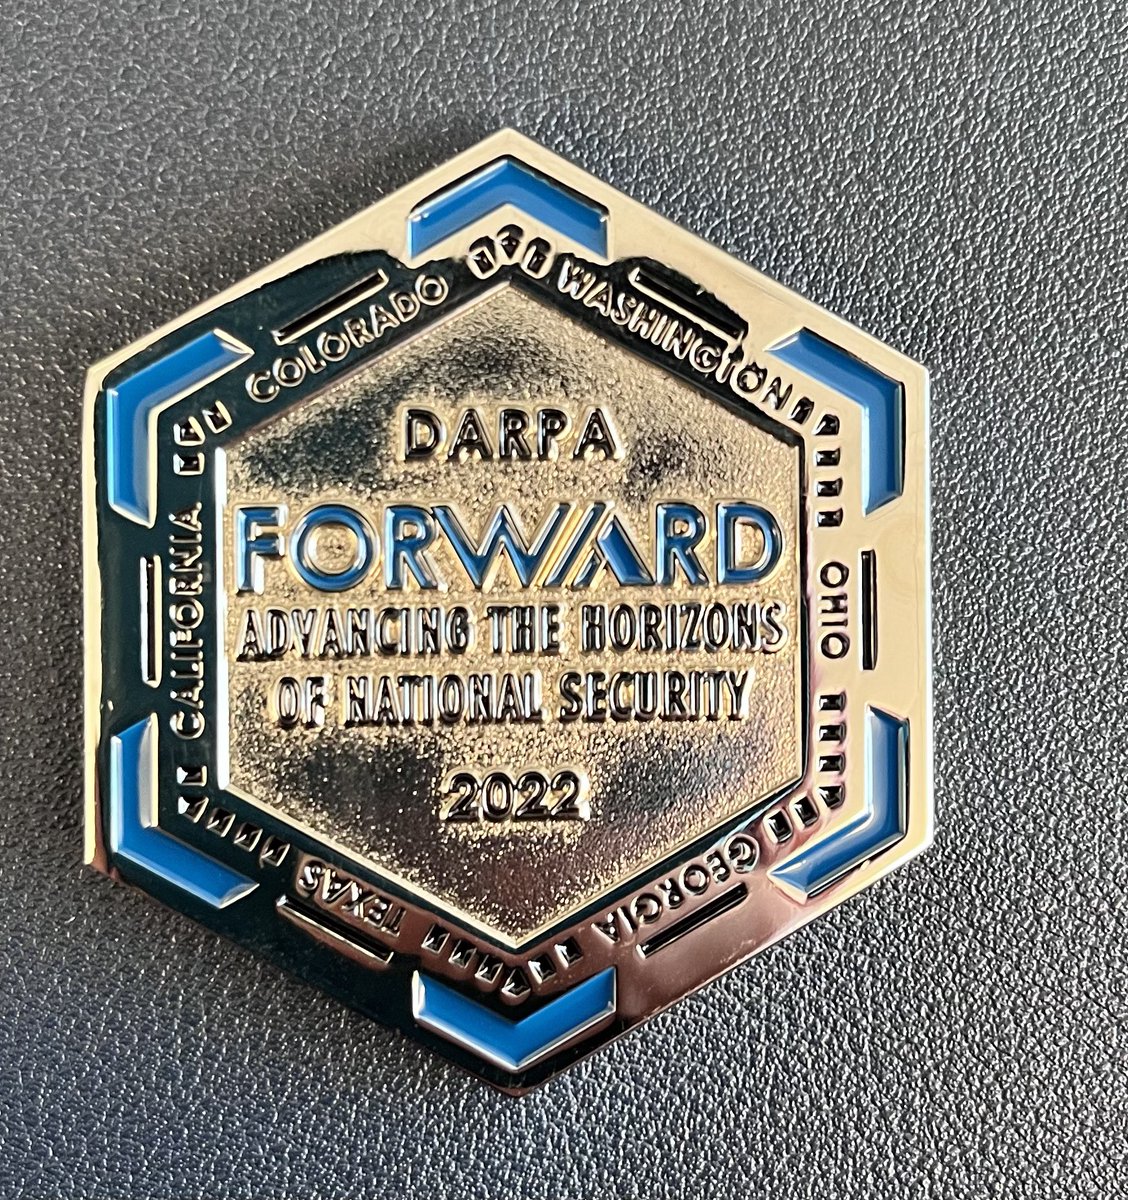 COLORADO
WASHINGTON
OHIO
GEORGIA
TEXAS
CALIFORNIA
DARPA
FORWARD
ADVANCING THE HORIZONS
OF NATIONAL SECURITY
2022